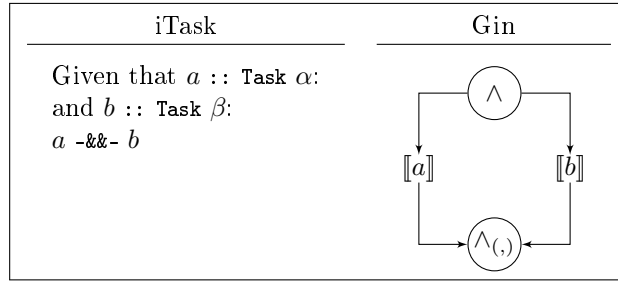 iTask
Gin
Given that a :: Task α:
and b :: Task β:
a -&&- b
∧
⟦a⟧
⟦b⟧
∧(,)